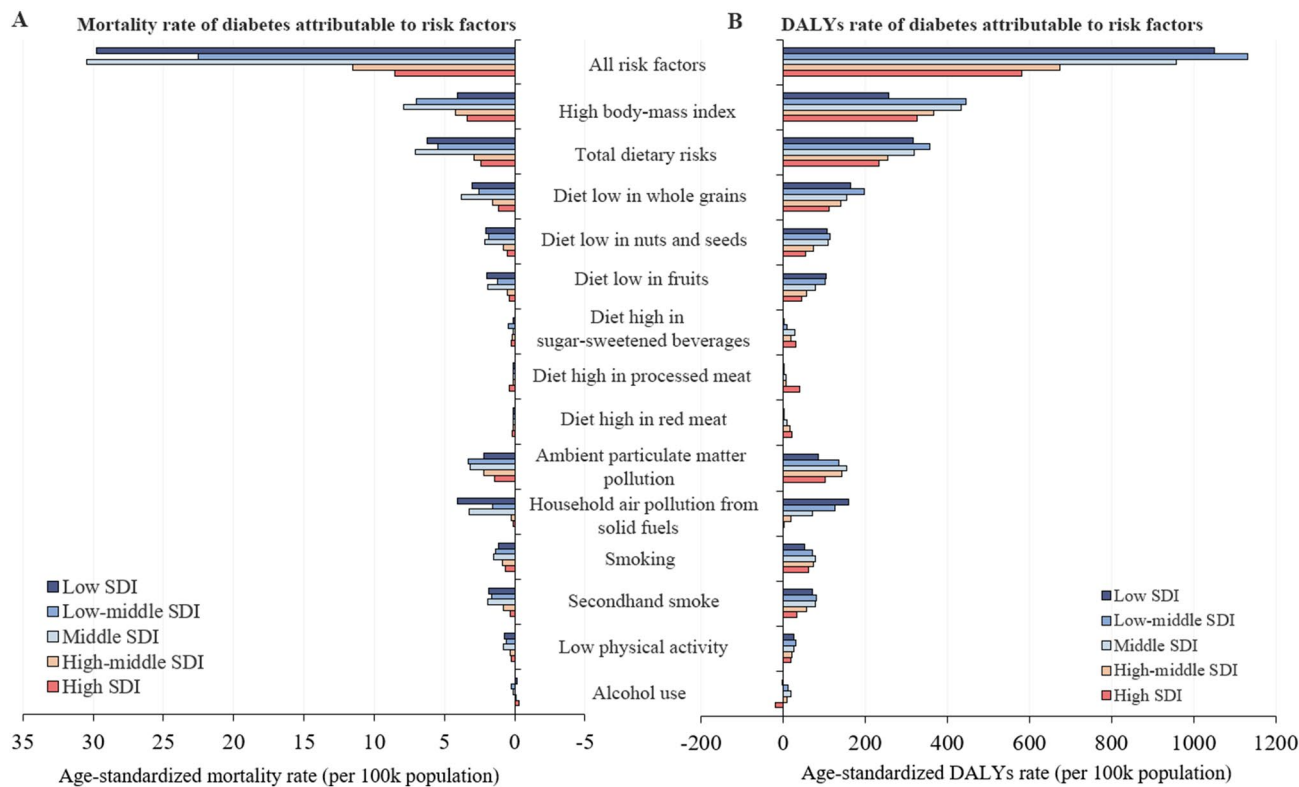 A
Mortality rate of diabetes attributable to risk factors
B
DALYs rate of diabetes attributable to risk factors
All risk factors
High body-mass index
Total dietary risks
Diet low in whole grains
Diet low in nuts and seeds
Diet low in fruits
Diet high in
sugar-sweetened beverages
Diet high in processed meat
Diet high in red meat
Ambient particulate matter
pollution
Household air pollution from
solid fuels
Smoking
Secondhand smoke
Low physical activity
Alcohol use
Low SDI
Low-middle SDI
Middle SDI
High-middle SDI
High SDI
Low SDI
Low-middle SDI
Middle SDI
High-middle SDI
High SDI
35 30 25 20 15 10 5 0 -5
-200 0 200 400 600 800 1000 1200
Age-standardized mortality rate (per 100k population)
Age-standardized DALYs rate (per 100k population)